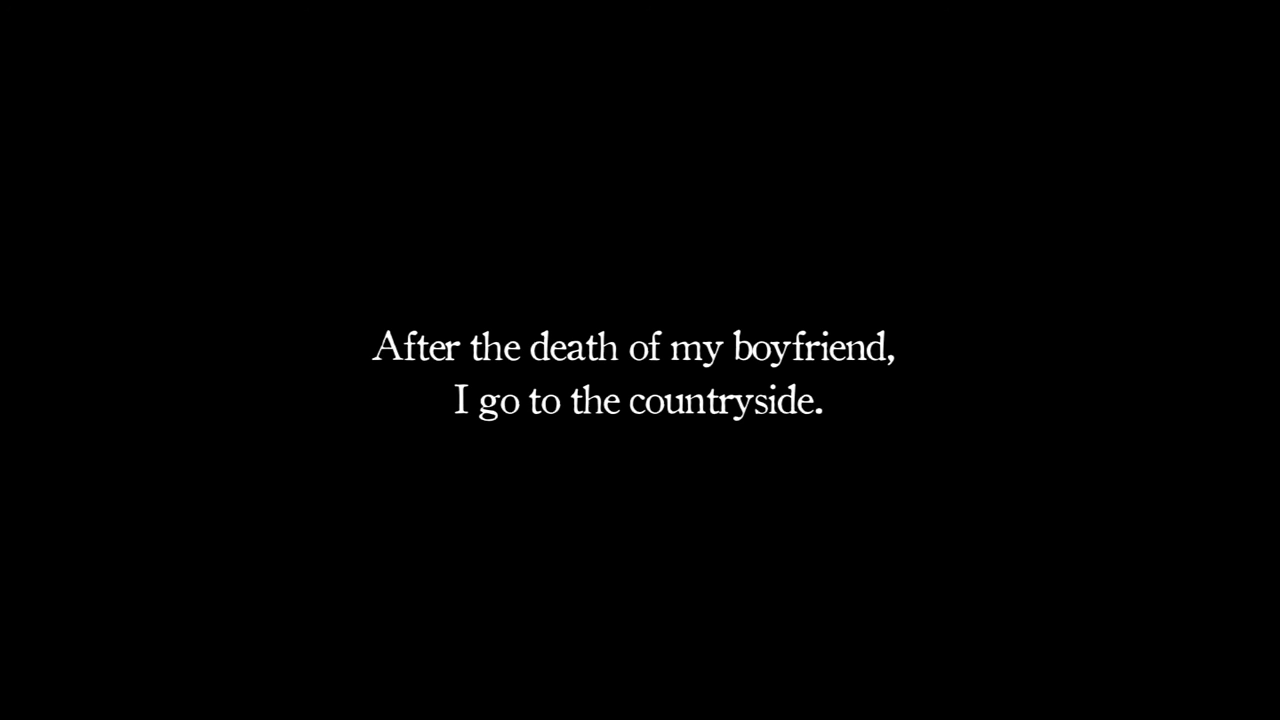 After the death of my boyfriend,
I go to the countryside.